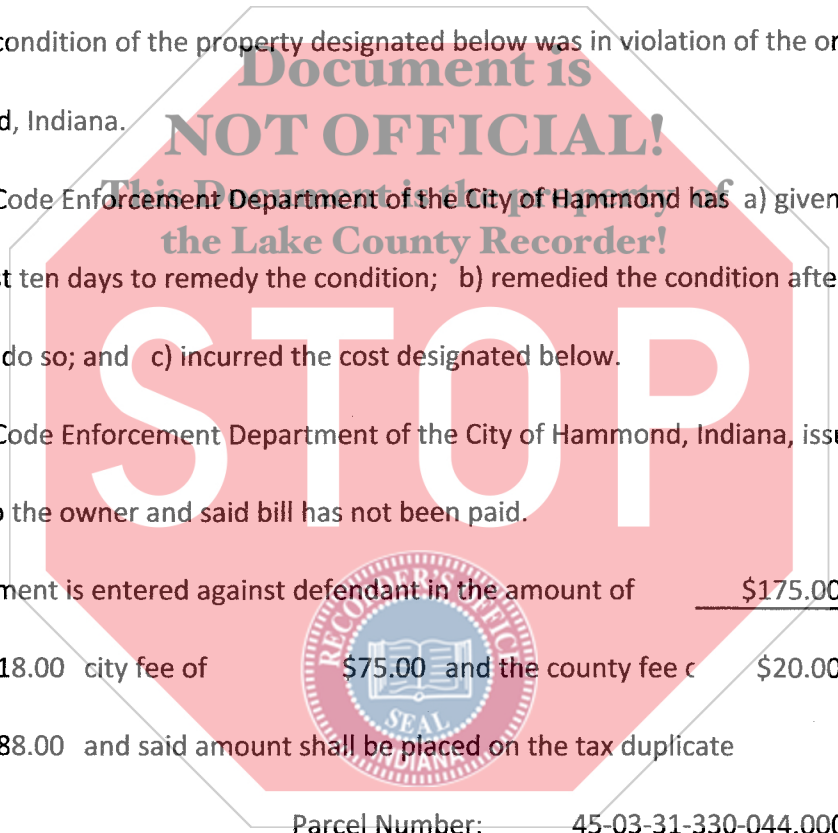 condition of the property designated below was in violation of the or
Document is
d, Indiana.
NOT OFFICIAL!
Code Enforcement Department of the City of Hammond has a) given
This Document is the property of
the Lake County Recorder!
st ten days to remedy the condition; b) remedied the condition afte
STOP
do so; and c) incurred the cost designated below.
Code Enforcement Department of the City of Hammond, Indiana, issu
o the owner and said bill has not been paid.
ment is entered against defendant in the amount of $175.00
RECORDER'S OFFICE
18.00 city fee of $75.00 and the county fee o $20.00
SEAL
INDIANA
88.00 and said amount shall be placed on the tax duplicate
Parcel Number: 45-03-31-330-044.000